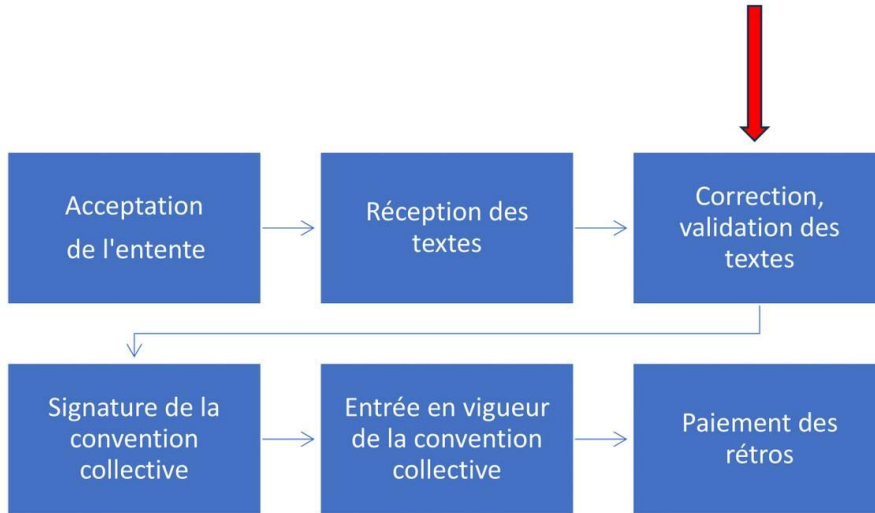 Acceptation
de l'entente
Réception des
textes
Correction,
validation des
textes
Signature de la
convention
collective
Entrée en vigueur
de la convention
collective
Paiement des
rétros